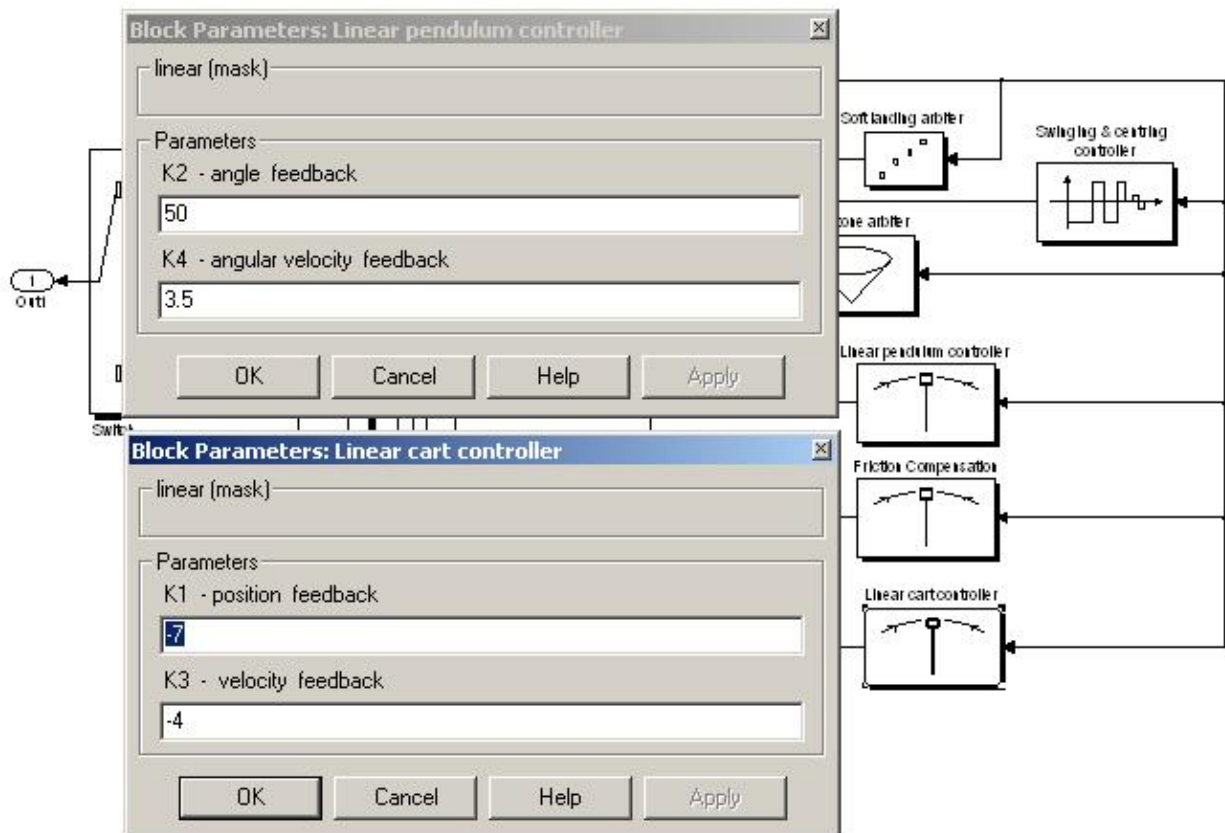 Block Parameters: Linear pendulum controller
linear (mask)
Parameters
K2 - angle feedback
50
K4 - angular velocity feedback
3.5
OK Cancel Help Apply
Soft landing arbiter
Swinging & centring
controller
zone arbiter
1
Out1
Linear pendulum controller
Switch
Block Parameters: Linear cart controller
linear (mask)
Parameters
K1 - position feedback
-7
K3 - velocity feedback
-4
OK Cancel Help Apply
Friction Compensation
Linear cart controller